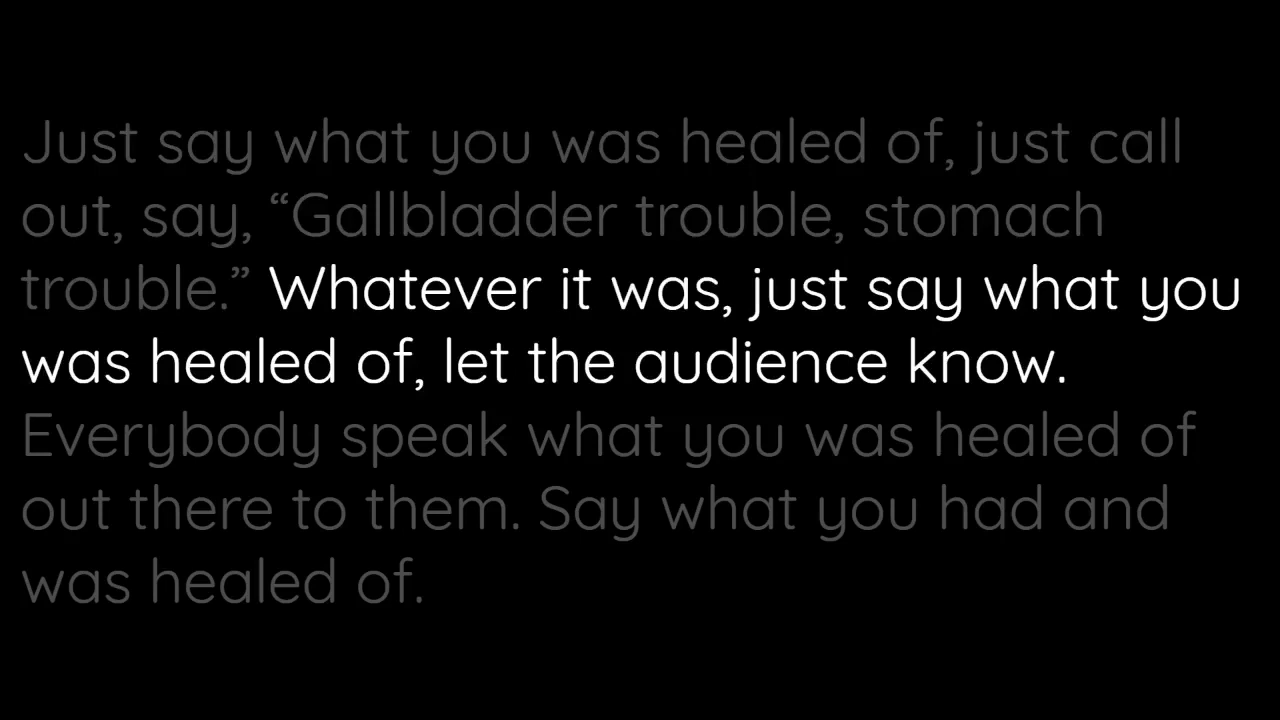 Just say what you was healed of, just call
out, say, “Gallbladder trouble, stomach
trouble.” Whatever it was, just say what you
was healed of, let the audience know.
Everybody speak what you was healed of
out there to them. Say what you had and
was healed of.